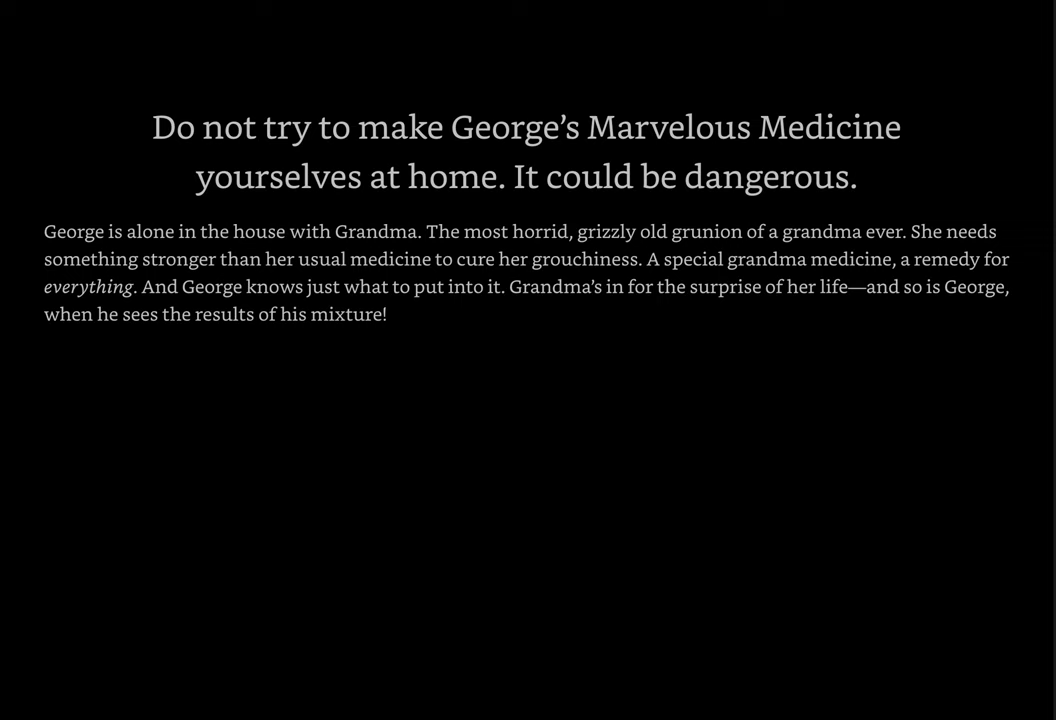 Do not try to make George’s Marvelous Medicine
yourselves at home. It could be dangerous.
George is alone in the house with Grandma. The most horrid, grizzly old grunion of a grandma ever. She needs
something stronger than her usual medicine to cure her grouchiness. A special grandma medicine, a remedy for
everything. And George knows just what to put into it. Grandma’s in for the surprise of her life—and so is George,
when he sees the results of his mixture!